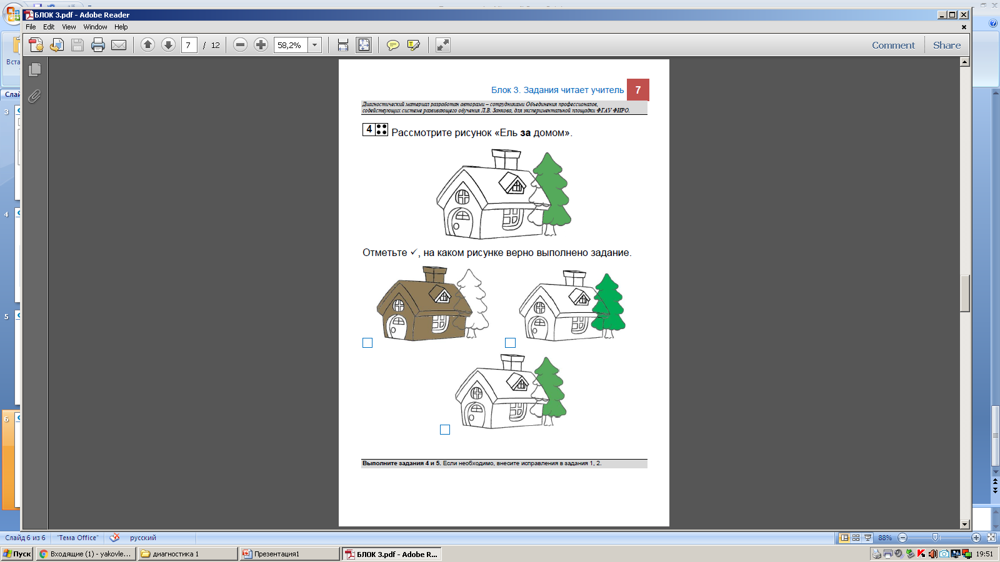 БЛОК 3.pdf - Adobe Reader
File Edit View Window Help
7 / 12 58,2% Comment Share
Вста
Слай
3
4
5
6
Блок 3. Задания читает учитель 7
Диагностический материал разработан авторами – сотрудниками Объединения профессионалов,
содействующих системе развивающего обучения Л.В. Занкова, для экспериментальной площадки ФГАУ ФИРО.
4 Рассмотрите рисунок «Ель за домом».
Отметьте ✓, на каком рисунке верно выполнено задание.
Выполните задания 4 и 5. Если необходимо, внесите исправления в задания 1, 2.
Слайд 6 из 6 "Тема Office" русский 88%
Пуск Входящие (1) - yakovle... диагностика 1 Презентация1 БЛОК 3.pdf - Adobe R... 19:51